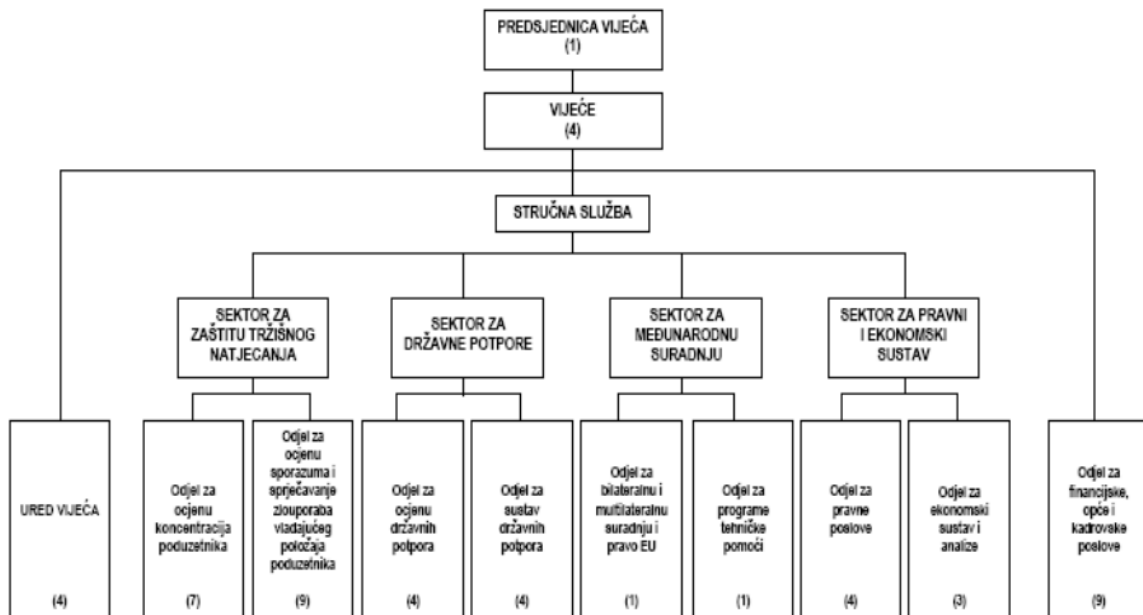 PREDSJEDNICA VIJEĆA
(1)
VIJEĆE
(4)
STRUČNA SLUŽBA
SEKTOR ZA
ZAŠTITU TRŽIŠNOG
NATJECANJA
SEKTOR ZA
DRŽAVNE POTPORE
SEKTOR ZA
MEĐUNARODNU
SURADNJU
SEKTOR ZA PRAVNI
I EKONOMSKI
SUSTAV
URED VIJEĆA
(4)
Odjel za
ocjenu
koncentracija
poduzetnika
(7)
Odjel za
ocjenu
sporazuma i
sprječavanje
zlouporaba
vladajućeg
položaja
poduzetnika
(9)
Odjel za
ocjenu
državnih
potpora
(4)
Odjel za
sustav
državnih
potpora
(4)
Odjel za
bilateralnu i
multilateralnu
suradnju i
pravo EU
(1)
Odjel za
programe
tehničke
pomoći
(1)
Odjel za
pravne
poslove
(4)
Odjel za
ekonomski
sustav i
analize
(3)
Odjel za
financijske,
opće i
kadrovske
poslove
(9)